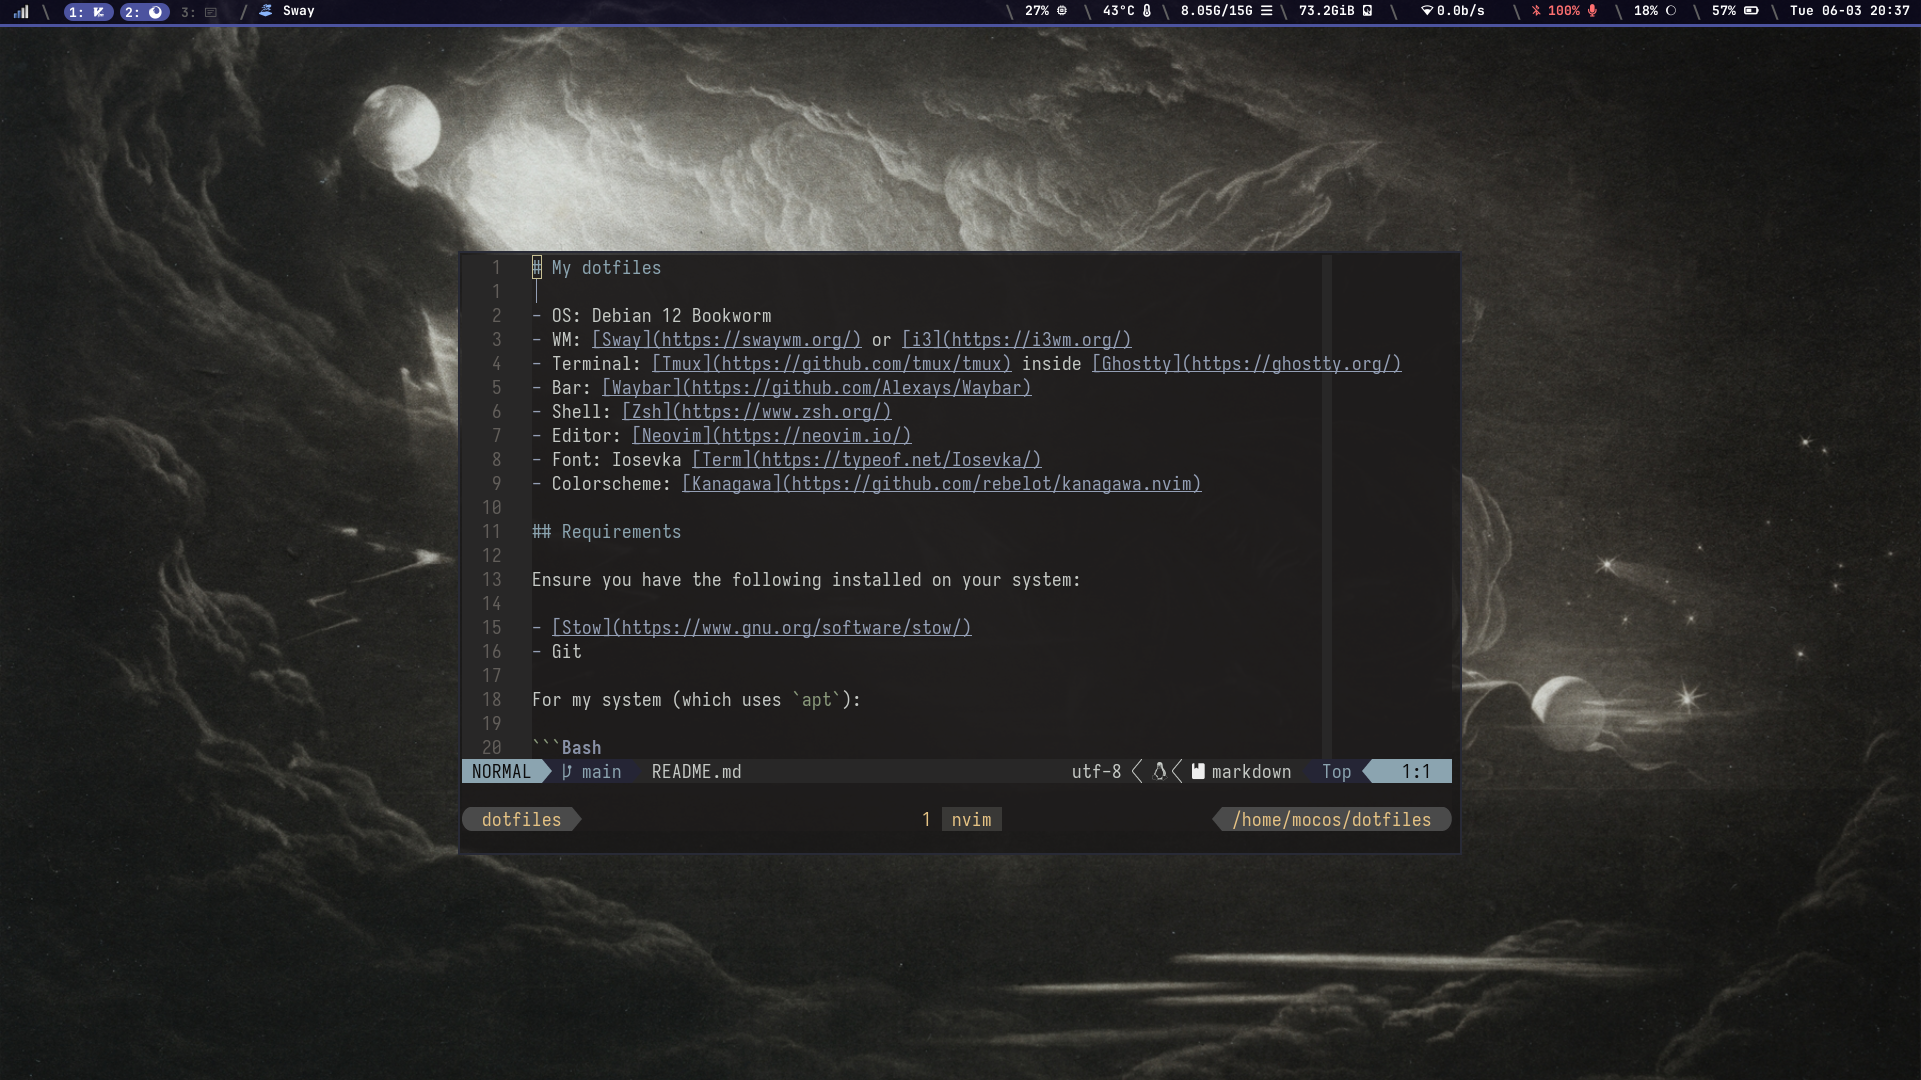 1: 2: 3: Sway 27% 43°C 8.05G/15G 73.2GiB 0.0b/s 100% 18% 57% Tue 06-03 20:37
1 # My dotfiles
1
2 - OS: Debian 12 Bookworm
3 - WM: [Sway](https://swaywm.org/) or [i3](https://i3wm.org/)
4 - Terminal: [Tmux](https://github.com/tmux/tmux) inside [Ghostty](https://ghostty.org/)
5 - Bar: [Waybar](https://github.com/Alexays/Waybar)
6 - Shell: [Zsh](https://www.zsh.org/)
7 - Editor: [Neovim](https://neovim.io/)
8 - Font: Iosevka [Term](https://typeof.net/Iosevka/)
9 - Colorscheme: [Kanagawa](https://github.com/rebelot/kanagawa.nvim)
10
11 ## Requirements
12
13 Ensure you have the following installed on your system:
14
15 - [Stow](https://www.gnu.org/software/stow/)
16 - Git
17
18 For my system (which uses `apt`):
19
20 ```Bash
NORMAL main README.md utf-8 markdown Top 1:1
dotfiles 1 nvim /home/mocos/dotfiles